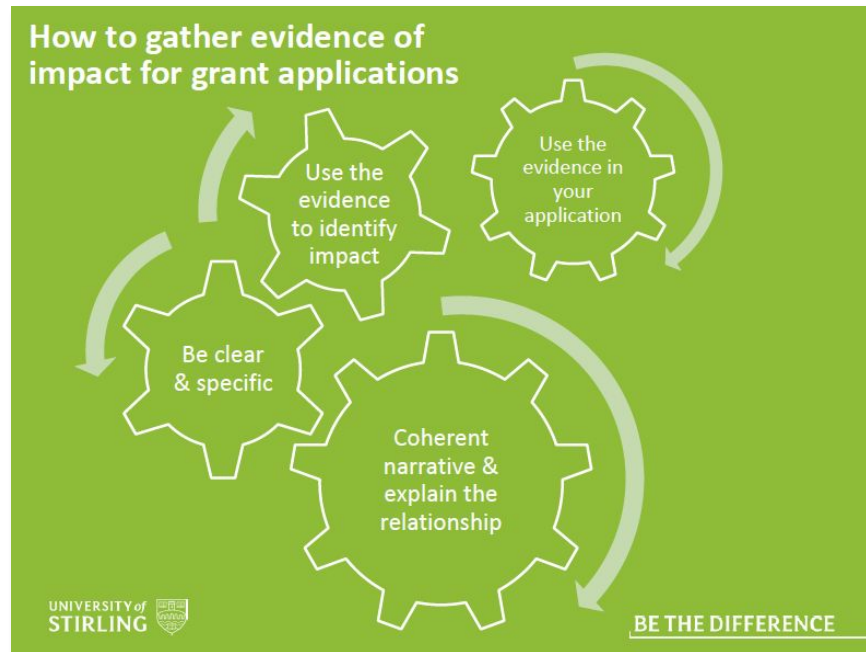 How to gather evidence of
impact for grant applications
Use the
evidence
to identify
impact
Use the
evidence in
your
application
Be clear
& specific
Coherent
narrative &
explain the
relationship
UNIVERSITY of
STIRLING
BE THE DIFFERENCE